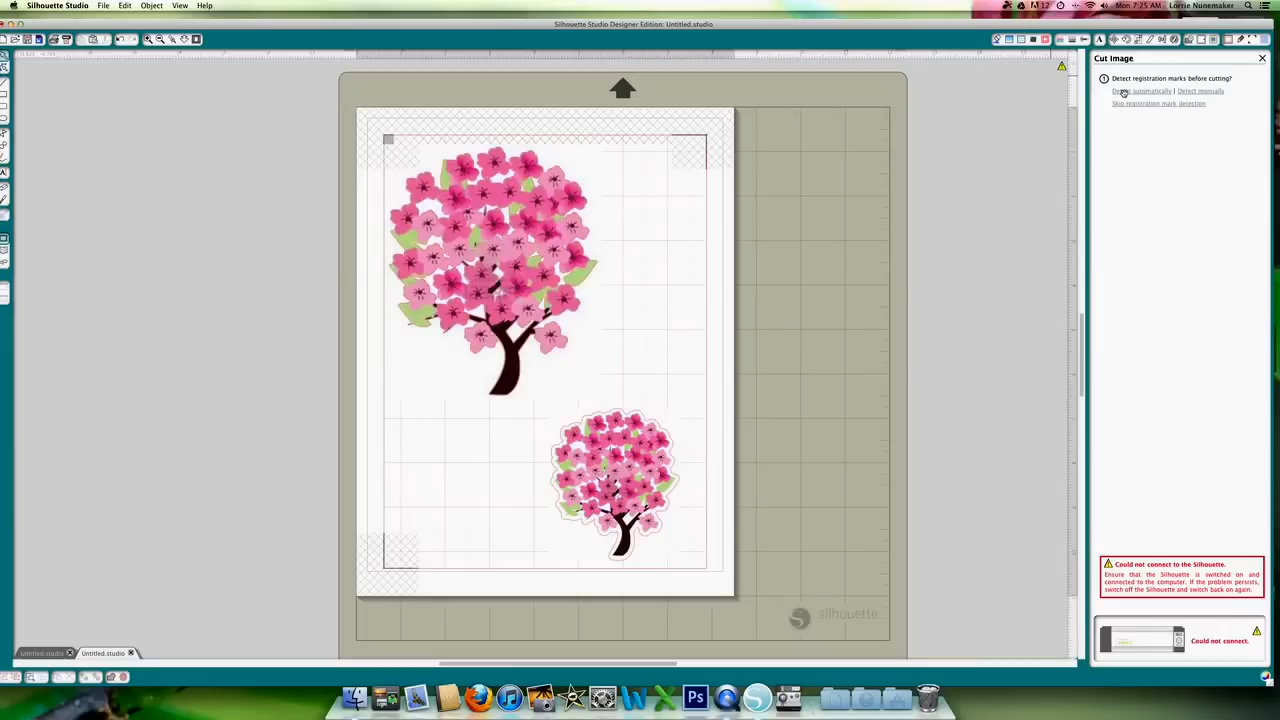 Silhouette Studio File Edit Object View Help
12 Mon 7:25 AM Lorrie Nunemaker
Silhouette Studio Designer Edition: Untitled.studio
Cut Image
1 Detect registration marks before cutting?
Detect automatically | Detect manually
Skip registration mark detection
Could not connect to the Silhouette.
Ensure that the Silhouette is switched on and
connected to the computer. If the problem persists,
switch off the Silhouette and switch back on again.
silhouette
Could not connect.
Untitled.studio Untitled.studio
W X Ps